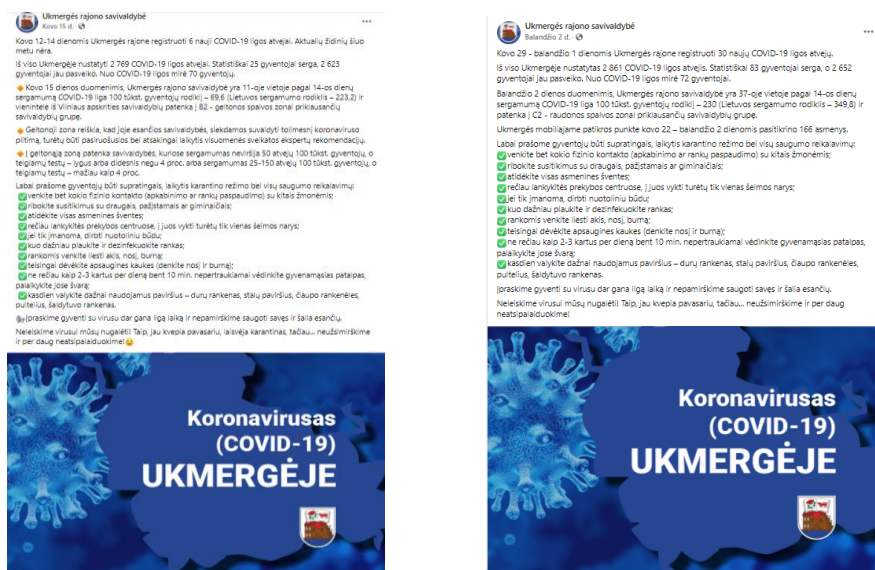 Ukmergės rajono savivaldybė
Kovo 15 d. ·
Kovo 12-14 dienomis Ukmergės rajone registruoti 6 nauji COVID-19 ligos atvejai. Aktualių židinių šiuo
metu nėra.
Iš viso Ukmergėje nustatyti 2 769 COVID-19 ligos atvejai. Statistiškai 25 gyventojai serga, 2 623
gyventojai jau pasveiko. Nuo COVID-19 ligos mirė 70 gyventojų.
🔸 Kovo 15 dienos duomenimis, Ukmergės rajono savivaldybė yra 11-oje vietoje pagal 14-os dienų
sergamumą COVID-19 liga 100 tūkst. gyventojų rodiklį – 69,6 (Lietuvos sergamumo rodiklis – 223,2) ir
vienintelė iš Vilniaus apskrities savivaldybių patenka į B2 - geltonos spalvos zonai priklausančių
savivaldybių grupę.
🔸 Geltonoji zona reiškia, kad joje esančios savivaldybės, siekdamos suvaldyti tolimesnį koronaviruso
plitimą, turėtų būti pasiruošusios bei atsakingai laikytis visuomenės sveikatos ekspertų rekomendacijų.
🔸 Į geltonąją zoną patenka savivaldybės, kuriose sergamumas neviršija 50 atvejų 100 tūkst. gyventojų, o
teigiamų testų – lygus arba didesnis negu 4 proc. arba sergamumas 25-150 atvejų 100 tūkst. gyventojų, o
teigiamų testų – mažiau kaip 4 proc.
Labai prašome gyventojų būti supratingais, laikytis karantino režimo bei visų saugumo reikalavimų:
✅venkite bet kokio fizinio kontakto (apkabinimo ar rankų paspaudimo) su kitais žmonėmis;
✅ribokite susitikimus su draugais, pažįstamais ar giminaičiais;
✅atidėkite visas asmenines šventes;
✅rečiau lankykitės prekybos centruose, į juos vykti turėtų tik vienas šeimos narys;
✅jei tik įmanoma, dirbti nuotoliniu būdu;
✅kuo dažniau plaukite ir dezinfekuokite rankas;
✅rankomis venkite liesti akis, nosį, burną;
✅teisingai dėvėkite apsaugines kaukes (denkite nosį ir burną);
✅ne rečiau kaip 2-3 kartus per dieną bent 10 min. nepertraukiamai vėdinkite gyvenamąsias patalpas,
palaikykite jose švarą;
✅kasdien valykite dažnai naudojamus paviršius – durų rankenas, stalų paviršius, čiaupo rankenėles,
pultelius, šaldytuvo rankenas.
Įpraskime gyventi su virusu dar gana ilgą laiką ir nepamirškime saugoti savęs ir šalia esančių.
Neleiskime virusui mūsų nugalėti! Taip, jau kvepia pavasariu, laisvėja karantinas, tačiau... neužsimirškime
ir per daug neatsipalaiduokime!😉
Koronavirusas
(COVID-19)
UKMERGĖJE
Ukmergės rajono savivaldybė
Balandžio 2 d. ·
Kovo 29 - balandžio 1 dienomis Ukmergės rajone registruoti 30 naujų COVID-19 ligos atvejų.
Iš viso Ukmergėje nustatytas 2 861 COVID-19 ligos atvejis. Statistiškai 83 gyventojai serga, o 2 652
gyventojai jau pasveiko. Nuo COVID-19 ligos mirė 72 gyventojai.
Balandžio 2 dienos duomenimis, Ukmergės rajono savivaldybė yra 37-oje vietoje pagal 14-os dienų
sergamumą COVID-19 liga 100 tūkst. gyventojų rodiklį – 230 (Lietuvos sergamumo rodiklis – 349,8) ir
patenka į C2 - raudonos spalvos zonai priklausančių savivaldybių grupę.
Ukmergės mobiliajame patikros punkte kovo 22 – balandžio 2 dienomis pasitikrino 166 asmenys.
Labai prašome gyventojų būti supratingais, laikytis karantino režimo bei visų saugumo reikalavimų:
✅venkite bet kokio fizinio kontakto (apkabinimo ar rankų paspaudimo) su kitais žmonėmis;
✅ribokite susitikimus su draugais, pažįstamais ar giminaičiais;
✅atidėkite visas asmenines šventes;
✅rečiau lankykitės prekybos centruose, į juos vykti turėtų tik vienas šeimos narys;
✅jei tik įmanoma, dirbti nuotoliniu būdu;
✅kuo dažniau plaukite ir dezinfekuokite rankas;
✅rankomis venkite liesti akis, nosį, burną;
✅teisingai dėvėkite apsaugines kaukes (denkite nosį ir burną);
✅ne rečiau kaip 2-3 kartus per dieną bent 10 min. nepertraukiamai vėdinkite gyvenamąsias patalpas,
palaikykite jose švarą;
✅kasdien valykite dažnai naudojamus paviršius – durų rankenas, stalų paviršius, čiaupo rankenėles,
pultelius, šaldytuvo rankenas.
Įpraskime gyventi su virusu dar gana ilgą laiką ir nepamirškime saugoti savęs ir šalia esančių.
Neleiskime virusui mūsų nugalėti! Taip, jau kvepia pavasariu, tačiau... neužsimirškime ir per daug
neatsipalaiduokime!
Koronavirusas
(COVID-19)
UKMERGĖJE